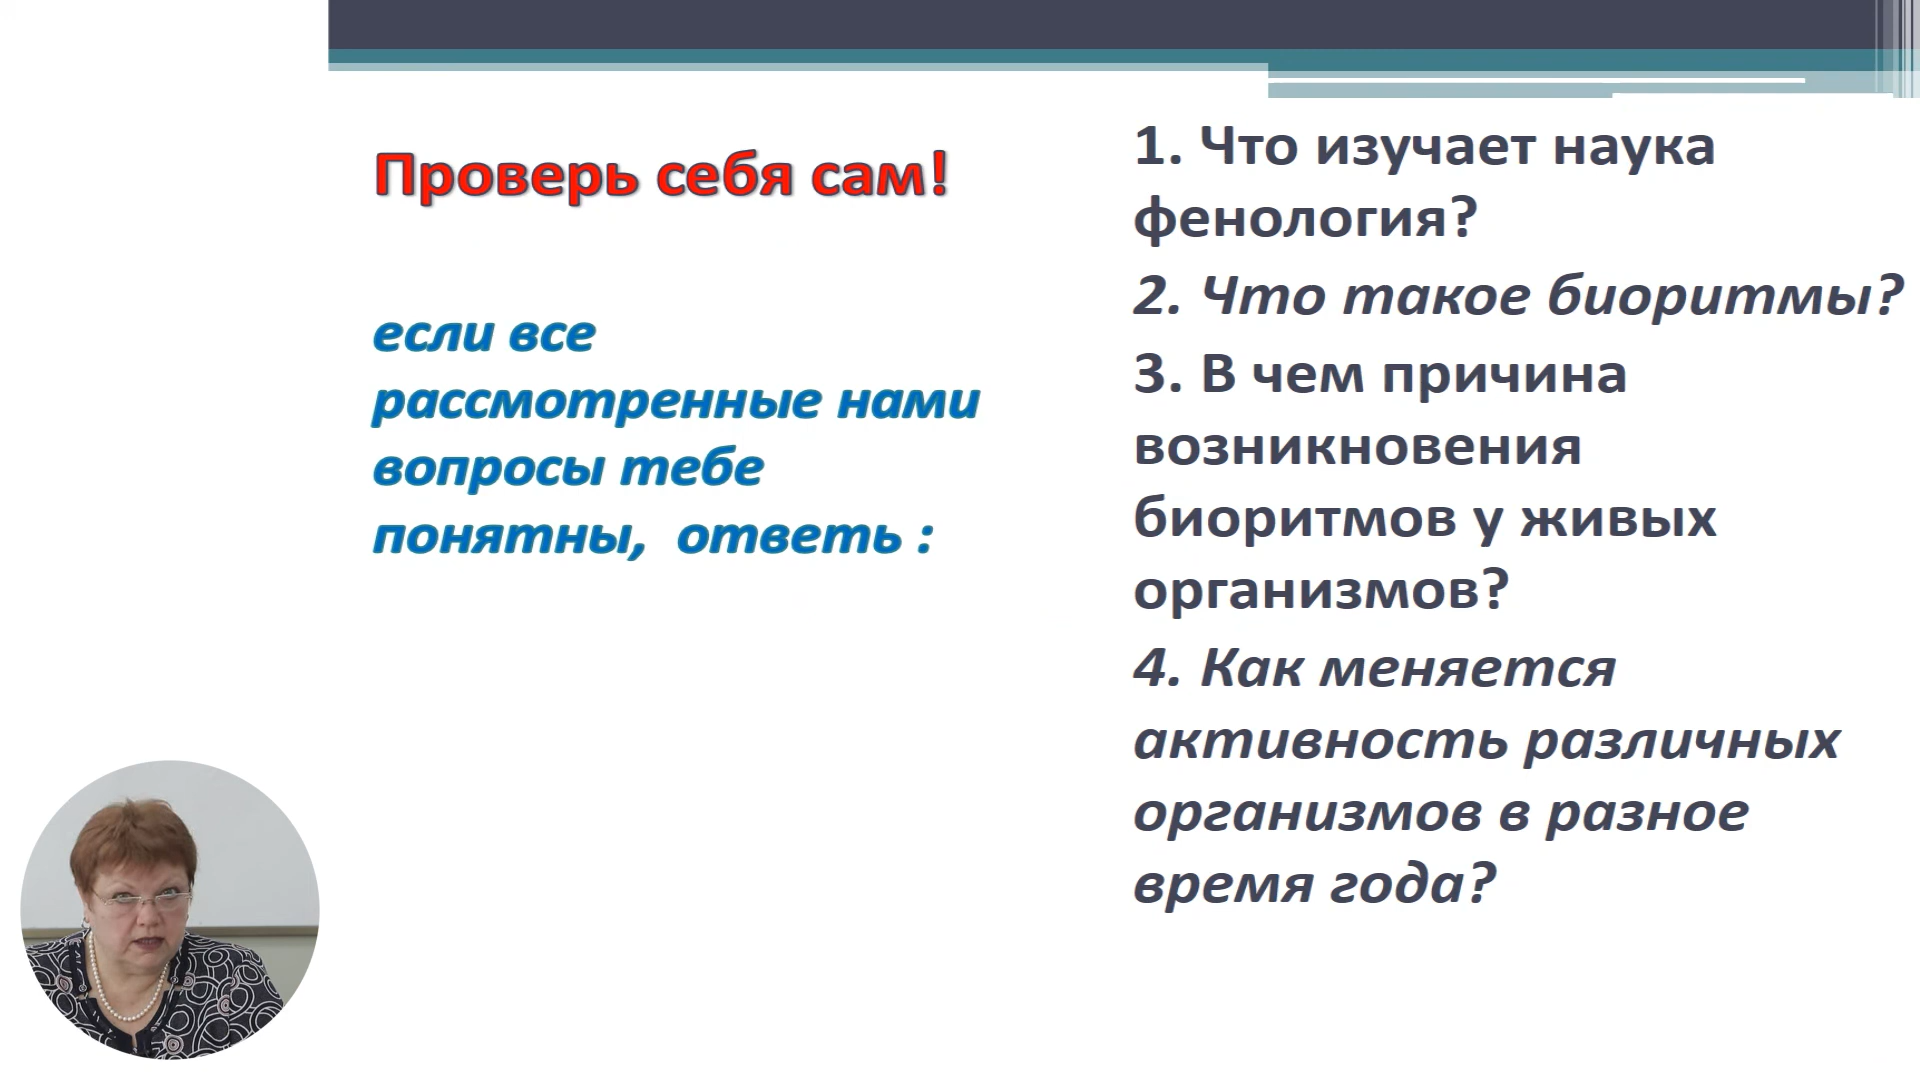 Проверь себя сам!
если все
рассмотренные нами
вопросы тебе
понятны,  ответь :
1. Что изучает наука
фенология?
2. Что такое биоритмы?
3. В чем причина
возникновения
биоритмов у живых
организмов?
4. Как меняется
активность различных
организмов в разное
время года?